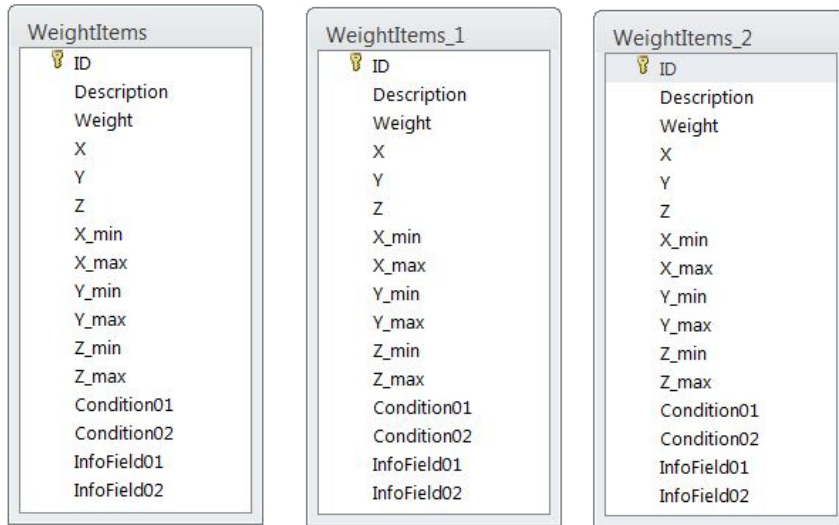 WeightItems
ID
Description
Weight
X
Y
Z
X_min
X_max
Y_min
Y_max
Z_min
Z_max
Condition01
Condition02
InfoField01
InfoField02
WeightItems_1
ID
Description
Weight
X
Y
Z
X_min
X_max
Y_min
Y_max
Z_min
Z_max
Condition01
Condition02
InfoField01
InfoField02
WeightItems_2
ID
Description
Weight
X
Y
Z
X_min
X_max
Y_min
Y_max
Z_min
Z_max
Condition01
Condition02
InfoField01
InfoField02